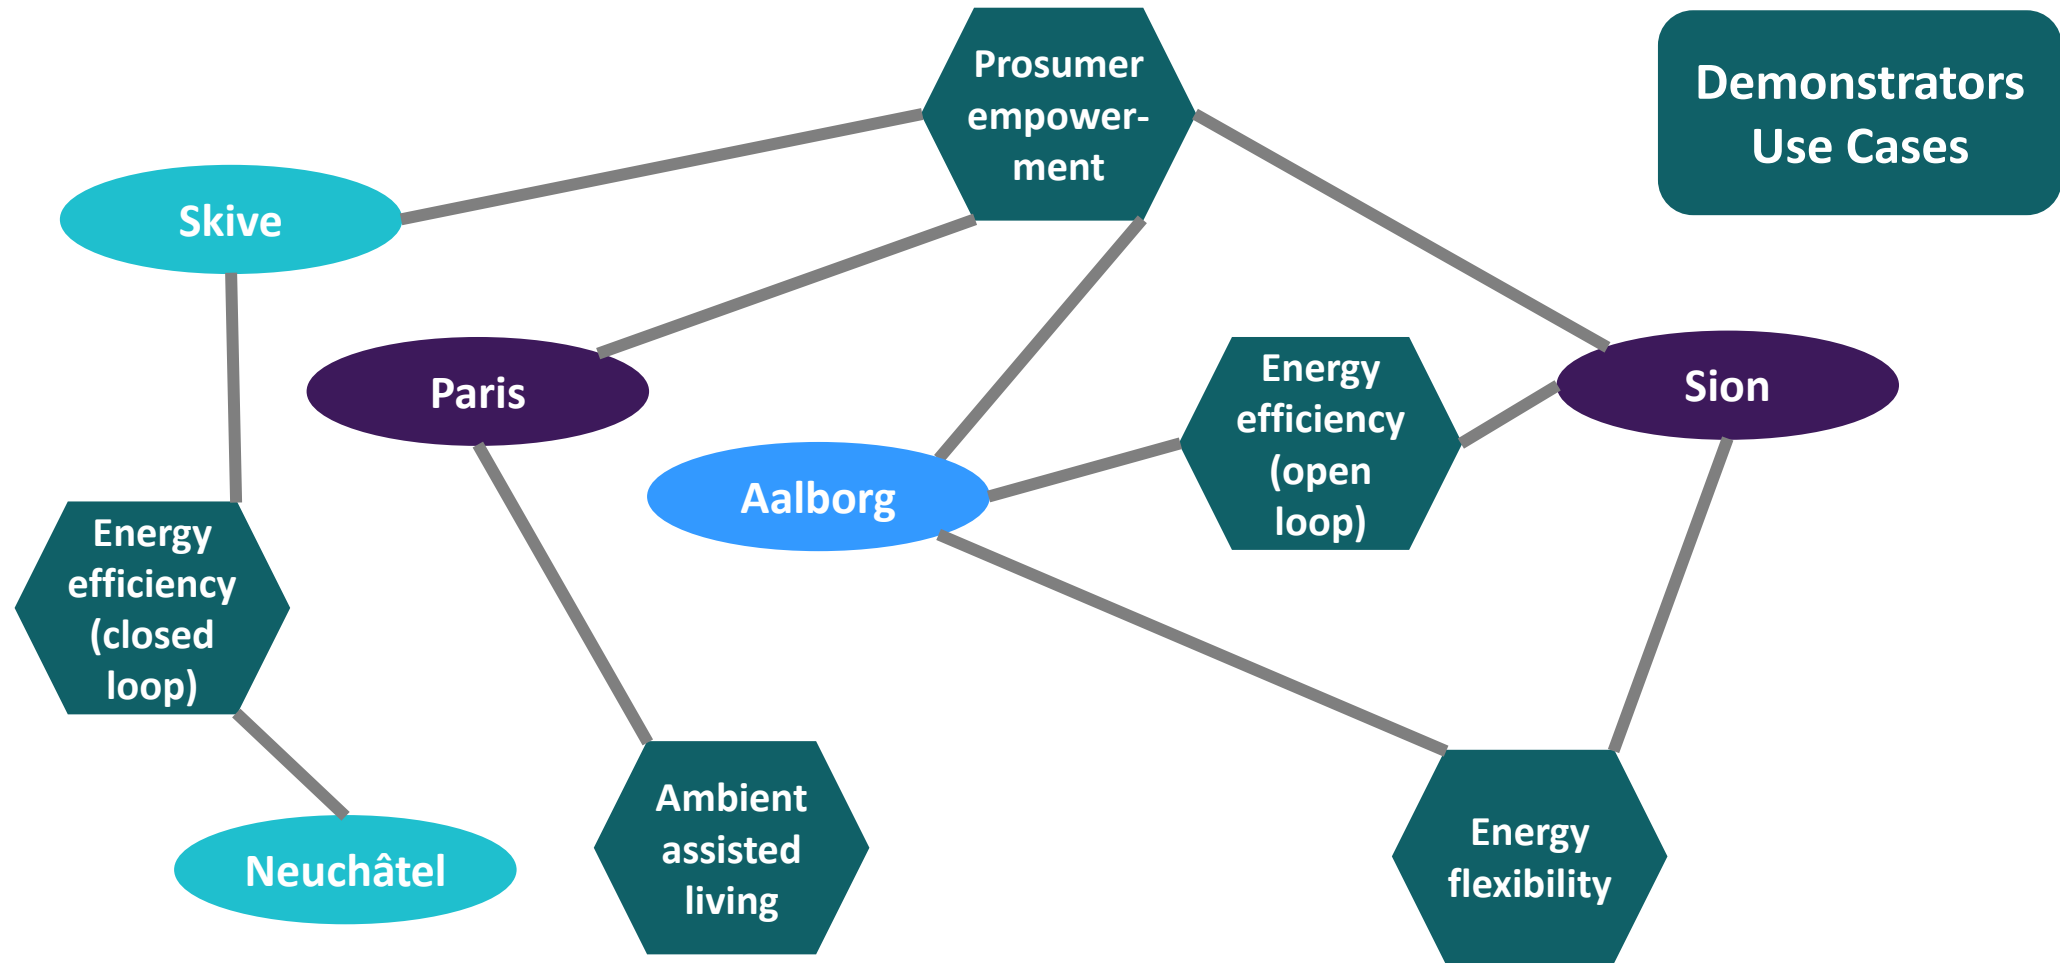 Prosumer
empower-
ment
Demonstrators
Use Cases
Skive
Paris
Energy
efficiency
(open
loop)
Sion
Aalborg
Energy
efficiency
(closed
loop)
Ambient
assisted
living
Energy
flexibility
Neuchâtel